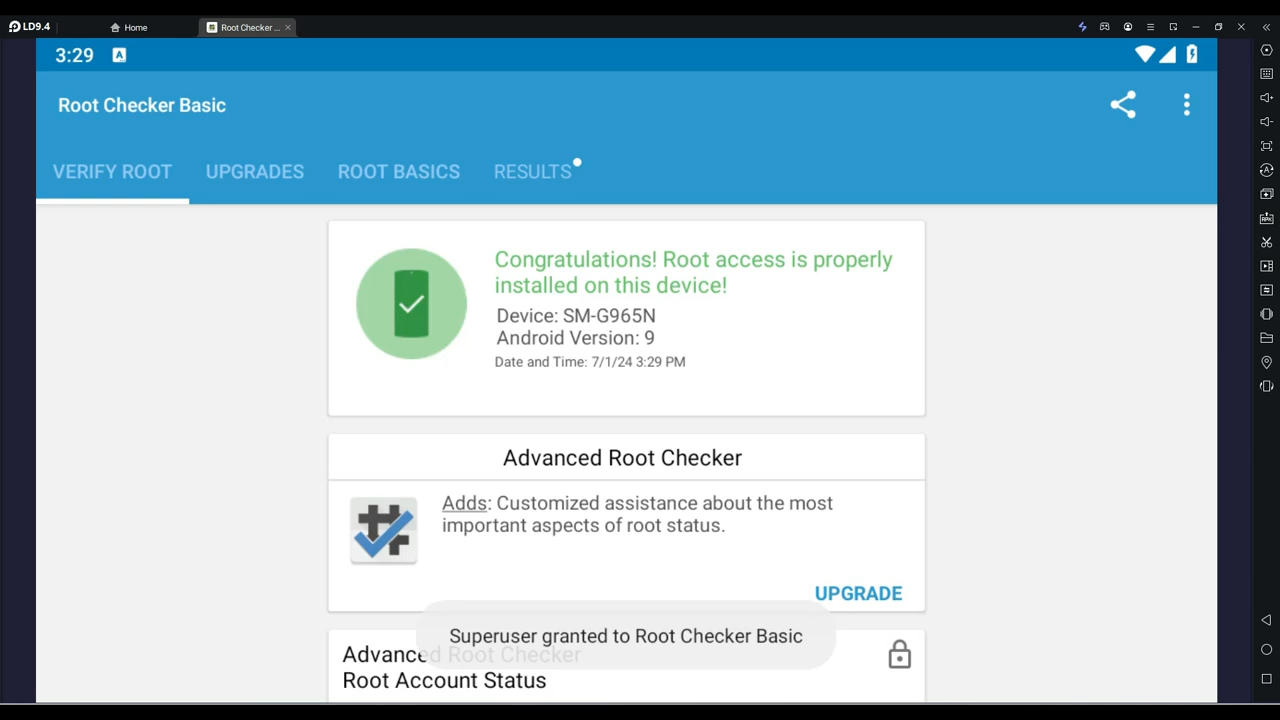 LD9.4
Home
Root Checker ...
3:29
A
Root Checker Basic
VERIFY ROOT
UPGRADES
ROOT BASICS
RESULTS
Congratulations! Root access is properly
installed on this device!
Device: SM-G965N
Android Version: 9
Date and Time: 7/1/24 3:29 PM
Advanced Root Checker
Adds: Customized assistance about the most
important aspects of root status.
UPGRADE
Superuser granted to Root Checker Basic
Advanced Root Checker
Root Account Status